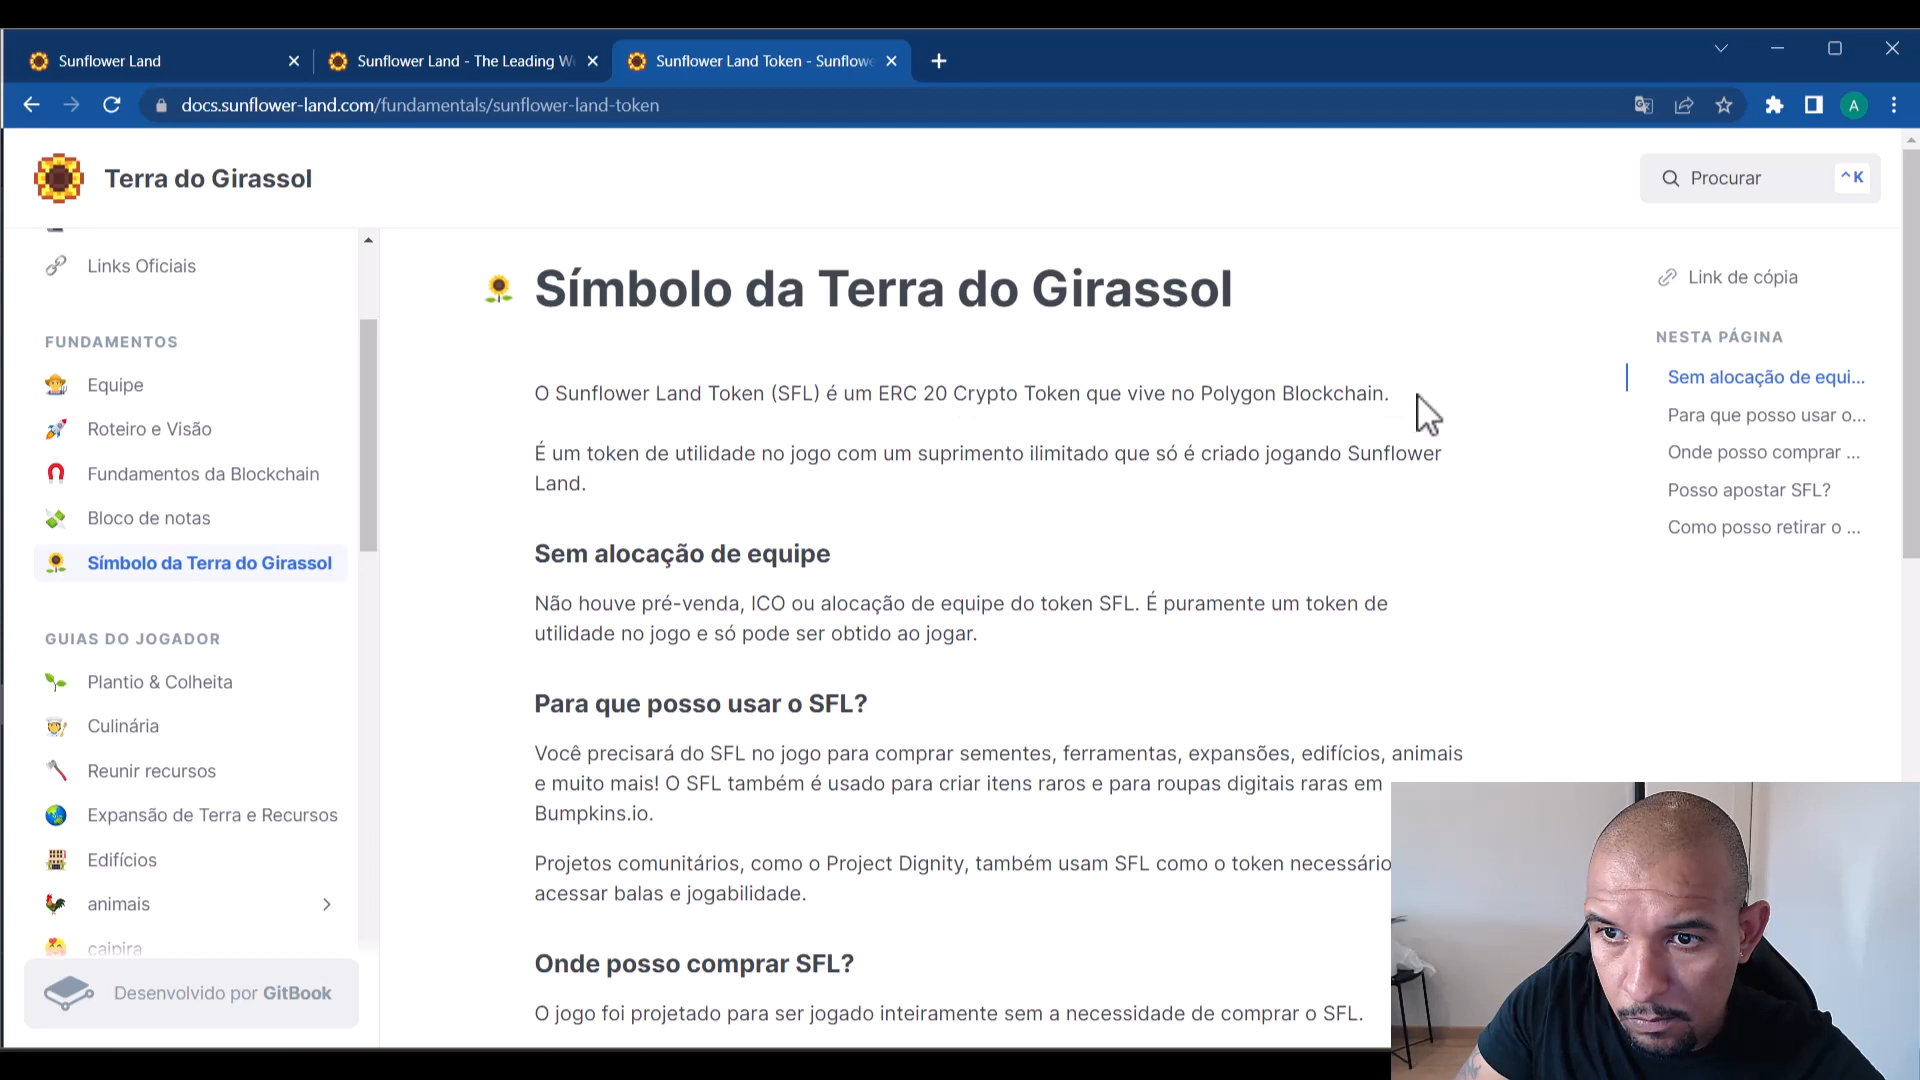 Sunflower Land
Sunflower Land - The Leading W
Sunflower Land Token - Sunflow
docs.sunflower-land.com/fundamentals/sunflower-land-token
A
Terra do Girassol
Procurar
^K
Links Oficiais
FUNDAMENTOS
Equipe
Roteiro e Visão
Fundamentos da Blockchain
Bloco de notas
Símbolo da Terra do Girassol
GUIAS DO JOGADOR
Plantio & Colheita
Culinária
Reunir recursos
Expansão de Terra e Recursos
Edifícios
animais
caipira
Desenvolvido por GitBook
Símbolo da Terra do Girassol
O Sunflower Land Token (SFL) é um ERC 20 Crypto Token que vive no Polygon Blockchain.
É um token de utilidade no jogo com um suprimento ilimitado que só é criado jogando Sunflower
Land.
Sem alocação de equipe
Não houve pré-venda, ICO ou alocação de equipe do token SFL. É puramente um token de
utilidade no jogo e só pode ser obtido ao jogar.
Para que posso usar o SFL?
Você precisará do SFL no jogo para comprar sementes, ferramentas, expansões, edifícios, animais
e muito mais! O SFL também é usado para criar itens raros e para roupas digitais raras em
Bumpkins.io.
Projetos comunitários, como o Project Dignity, também usam SFL como o token necessário
acessar balas e jogabilidade.
Onde posso comprar SFL?
O jogo foi projetado para ser jogado inteiramente sem a necessidade de comprar o SFL.
Link de cópia
NESTA PÁGINA
Sem alocação de equi...
Para que posso usar o...
Onde posso comprar ...
Posso apostar SFL?
Como posso retirar o ...